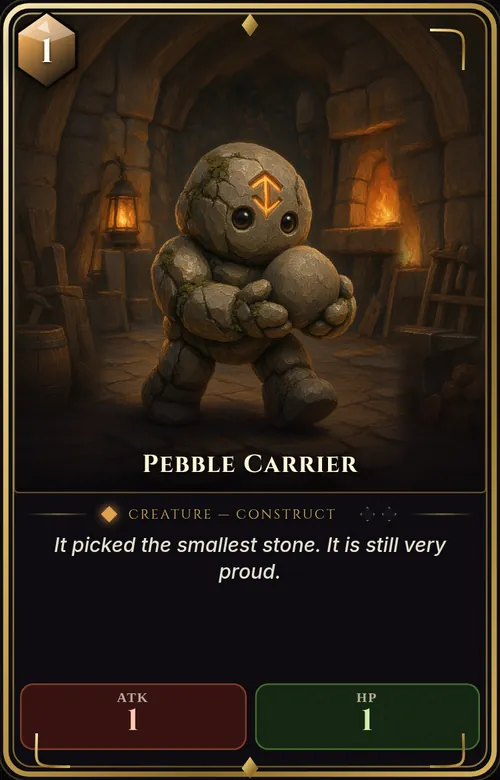 1
Pebble Carrier
CREATURE — CONSTRUCT
It picked the smallest stone. It is still very
proud.
ATK
1
HP
1